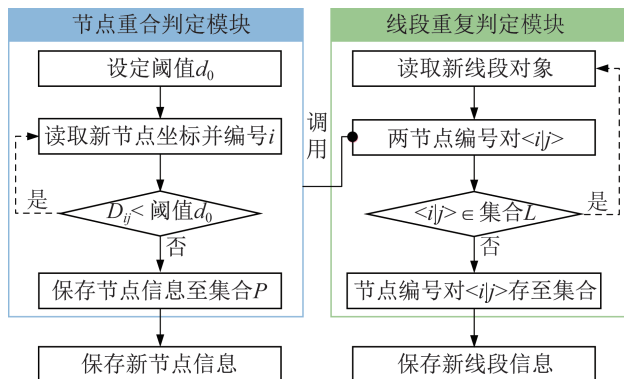 节点重合判定模块
设定阈值d₀
读取新节点坐标并编号i
D_ij< 阈值d₀
是
否
保存节点信息至集合P
保存新节点信息
调用
线段重复判定模块
读取新线段对象
两节点编号对<i|j>
<i|j> ∈ 集合L
是
否
节点编号对<i|j>存至集合
保存新线段信息